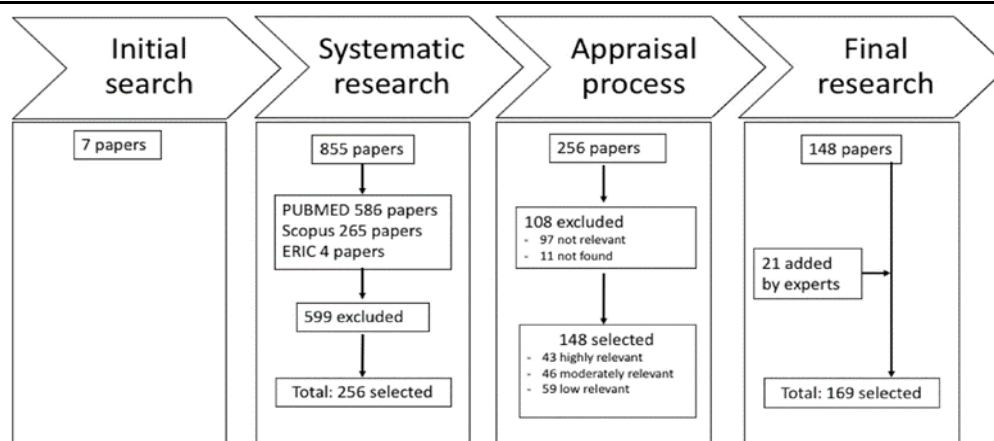 Initial
search
Systematic
research
Appraisal
process
Final
research
7 papers
855 papers
PUBMED 586 papers
Scopus 265 papers
ERIC 4 papers
599 excluded
Total: 256 selected
256 papers
108 excluded
- 97 not relevant
- 11 not found
148 selected
- 43 highly relevant
- 46 moderately relevant
- 59 low relevant
148 papers
21 added
by experts
Total: 169 selected